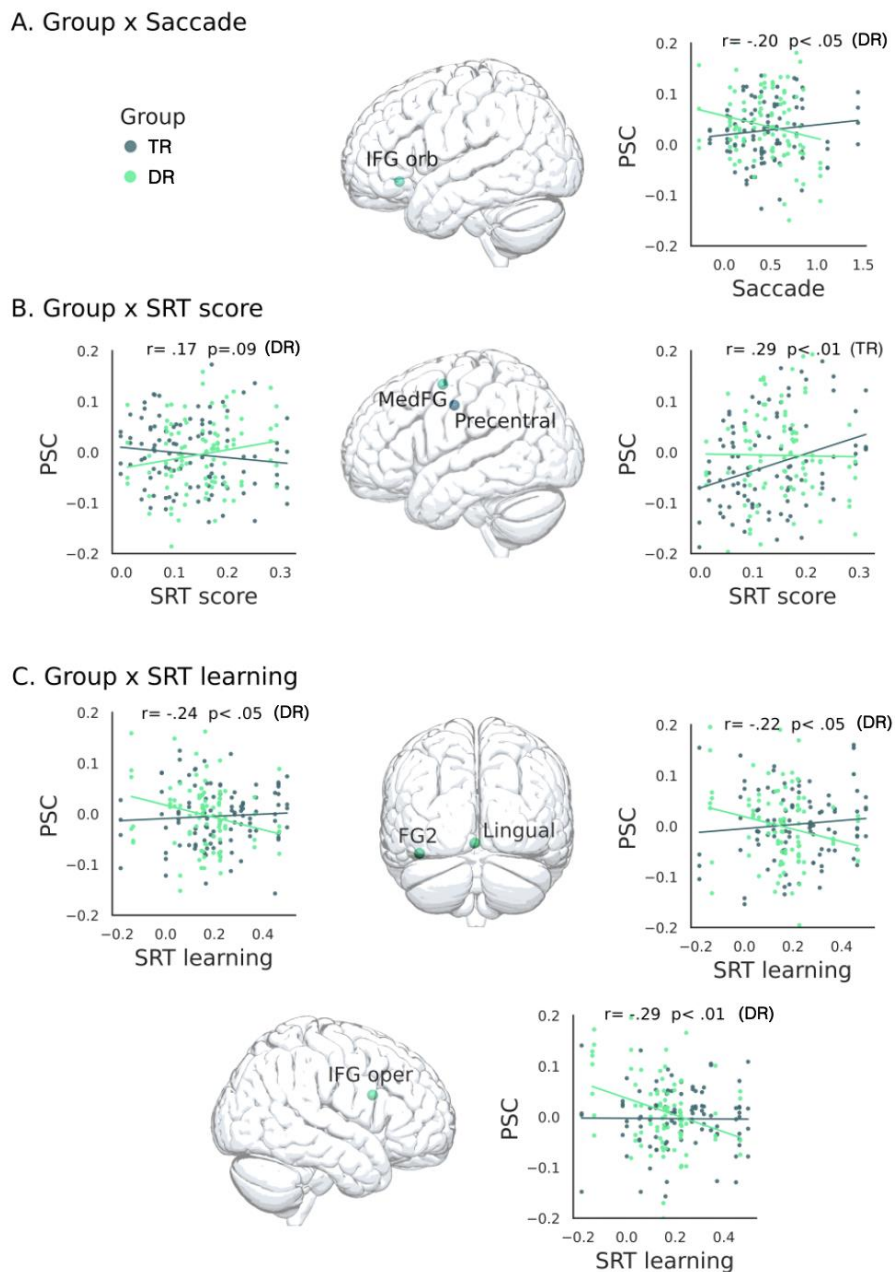 A. Group x Saccade
Group
TR
DR
IFG orb
r= -.20 p< .05 (DR)
0.2
0.1
0.0
−0.1
−0.2
PSC
0.0 0.5 1.0 1.5
Saccade
B. Group x SRT score
r= .17 p=.09 (DR)
0.2
0.1
0.0
−0.1
−0.2
PSC
0.0 0.1 0.2 0.3
SRT score
MedFG
Precentral
r= .29 p<.01 (TR)
0.2
0.1
0.0
−0.1
−0.2
PSC
0.0 0.1 0.2 0.3
SRT score
C. Group x SRT learning
r= -.24 p< .05 (DR)
0.2
0.1
0.0
−0.1
−0.2
PSC
−0.2 0.0 0.2 0.4
SRT learning
FG2
Lingual
r= -.22 p< .05 (DR)
0.2
0.1
0.0
−0.1
−0.2
PSC
−0.2 0.0 0.2 0.4
SRT learning
IFG oper
r= -.29 p< .01 (DR)
0.2
0.1
0.0
−0.1
−0.2
PSC
−0.2 0.0 0.2 0.4
SRT learning